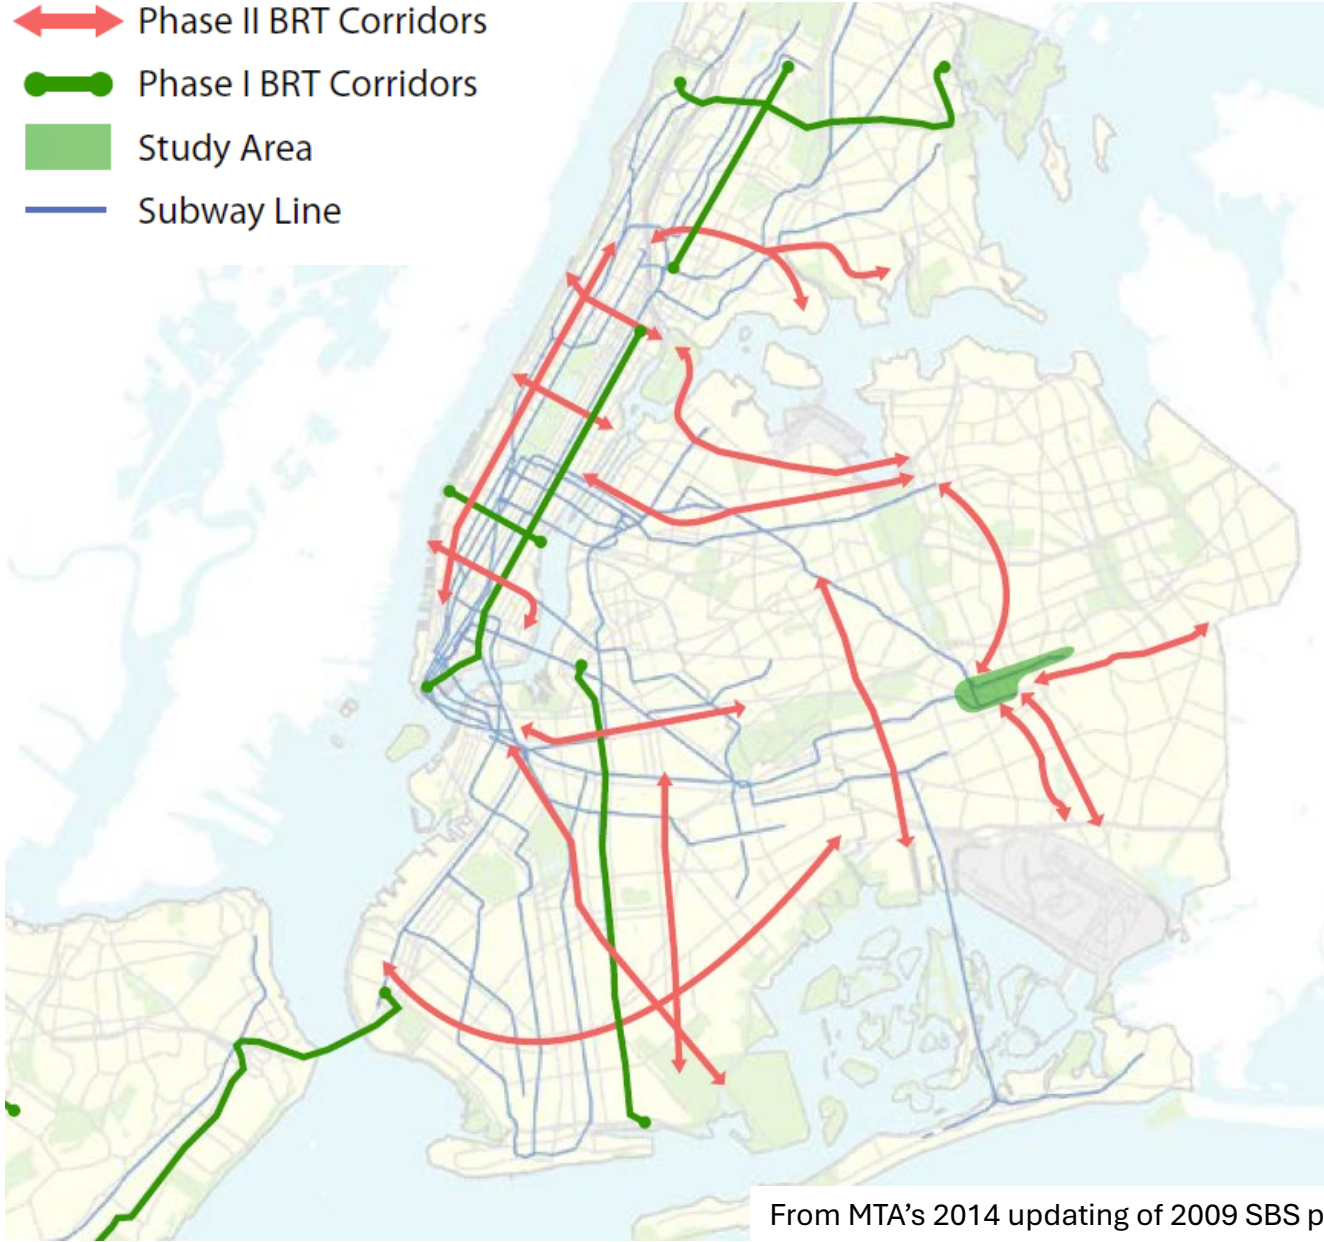 Phase II BRT Corridors
Phase I BRT Corridors
Study Area
Subway Line
From MTA's 2014 updating of 2009 SBS p